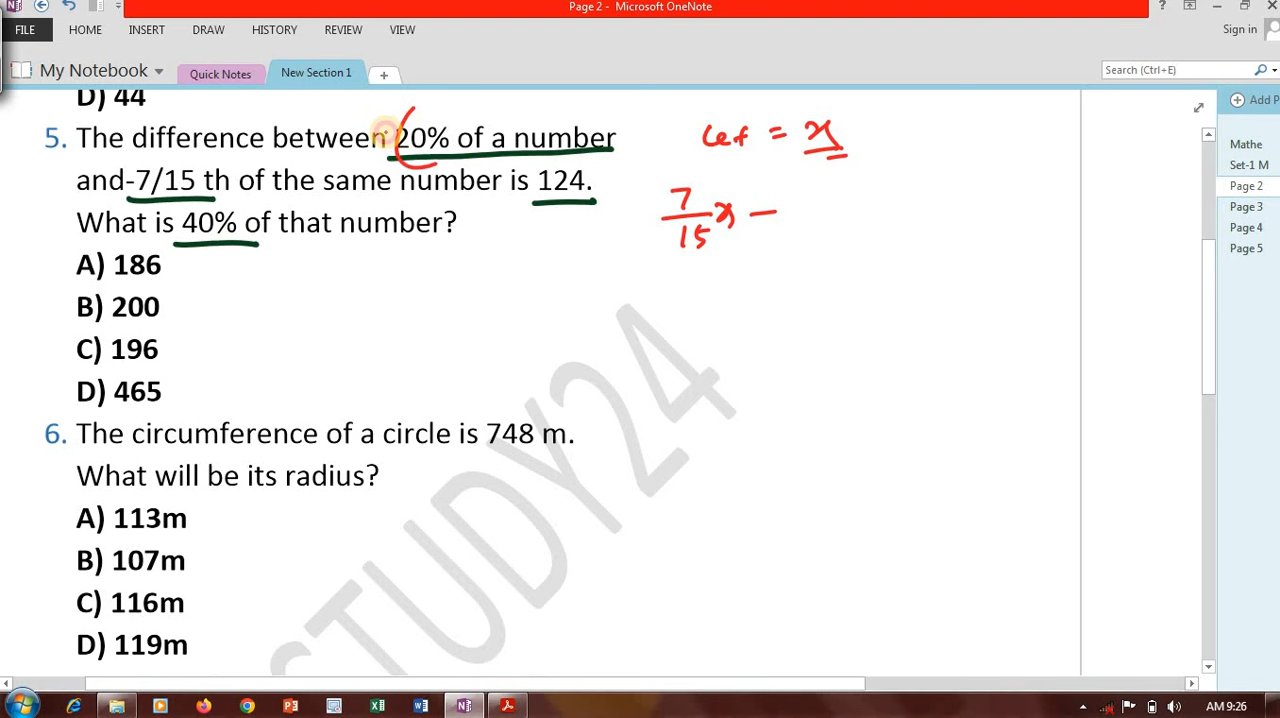 Page 2 - Microsoft OneNote
FILE HOME INSERT DRAW HISTORY REVIEW VIEW Sign in
My Notebook Quick Notes New Section 1 + Search (Ctrl+E)
Add P
D) 44
5. The difference between 20% of a number
and-7/15 th of the same number is 124.
What is 40% of that number?
A) 186
B) 200
C) 196
D) 465
let = x
7/15 x –
6. The circumference of a circle is 748 m.
What will be its radius?
A) 113m
B) 107m
C) 116m
D) 119m
STUDY24
Mathe
Set-1 M
Page 2
Page 3
Page 4
Page 5
AM 9:26